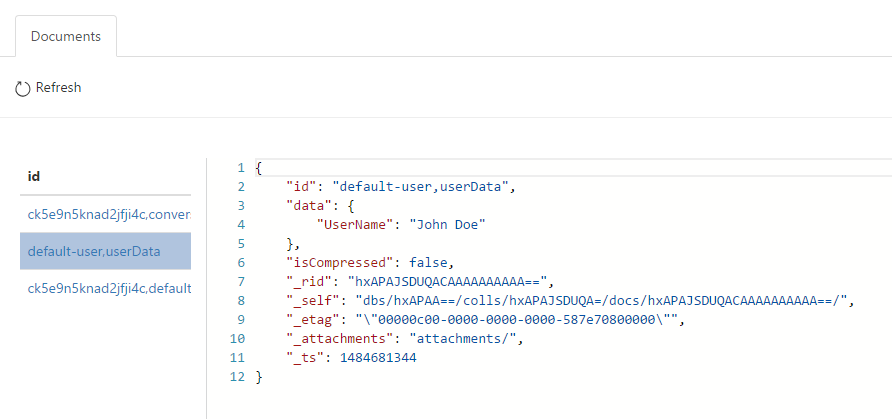 Documents
Refresh
id
ck5e9n5knad2jfji4c,conver
default-user,userData
ck5e9n5knad2jfji4c,default
1 {
2 "id": "default-user,userData",
3 "data": {
4 "UserName": "John Doe"
5 },
6 "isCompressed": false,
7 "_rid": "hxAPAJSDUQACAAAAAAAAAA==",
8 "_self": "dbs/hxAPAA==/colls/hxAPAJSDUQA=/docs/hxAPAJSDUQACAAAAAAAAAA==/",
9 "_etag": "\"00000c00-0000-0000-0000-587e70800000\"",
10 "_attachments": "attachments/",
11 "_ts": 1484681344
12 }